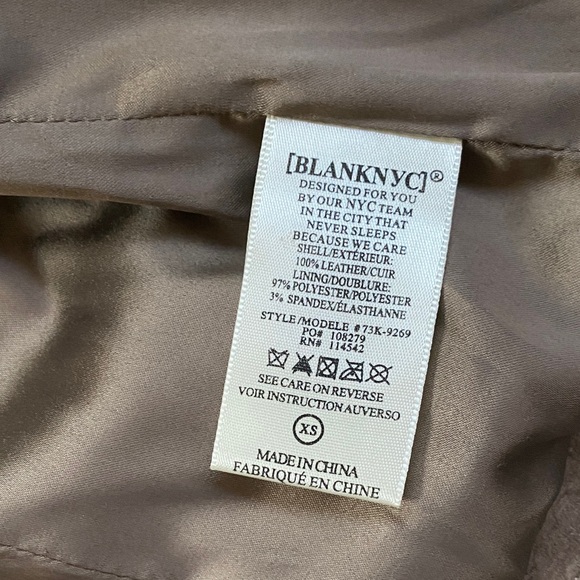 [BLANKNYC]®
DESIGNED FOR YOU
BY OUR NYC TEAM
IN THE CITY THAT
NEVER SLEEPS
BECAUSE WE CARE
SHELL/EXTÉRIEUR:
100% LEATHER/CUIR
LINING/DOUBLURE:
97% POLYESTER/POLYESTER
3% SPANDEX/ÉLASTHANNE
STYLE/MODELE #73K-9269
PO# 108279
RN# 114542
SEE CARE ON REVERSE
VOIR INSTRUCTION AUVERSO
XS
MADE IN CHINA
FABRIQUÉ EN CHINE